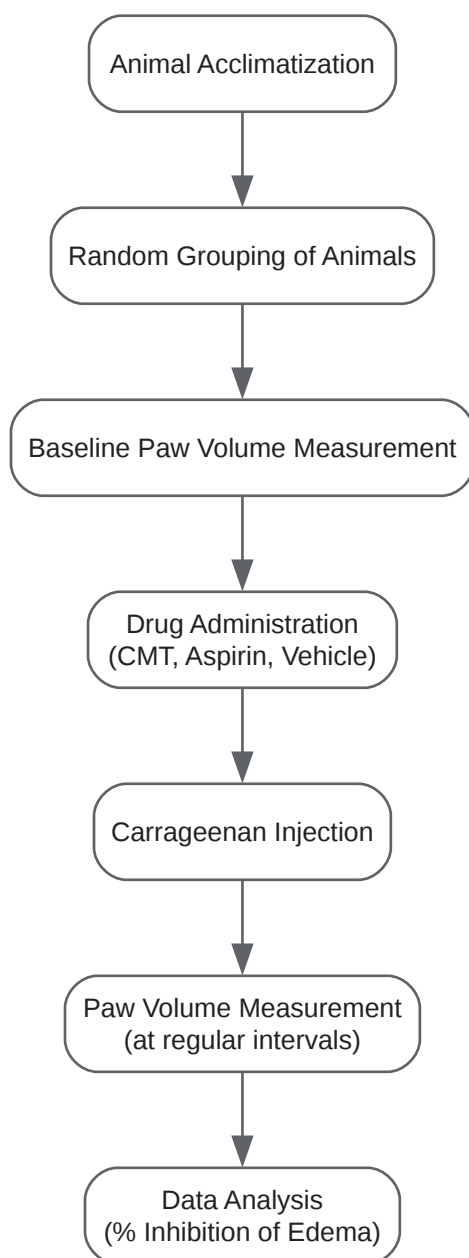 Animal Acclimatization
Random Grouping of Animals
Baseline Paw Volume Measurement
Drug Administration
(CMT, Aspirin, Vehicle)
Carrageenan Injection
Paw Volume Measurement
(at regular intervals)
Data Analysis
(% Inhibition of Edema)